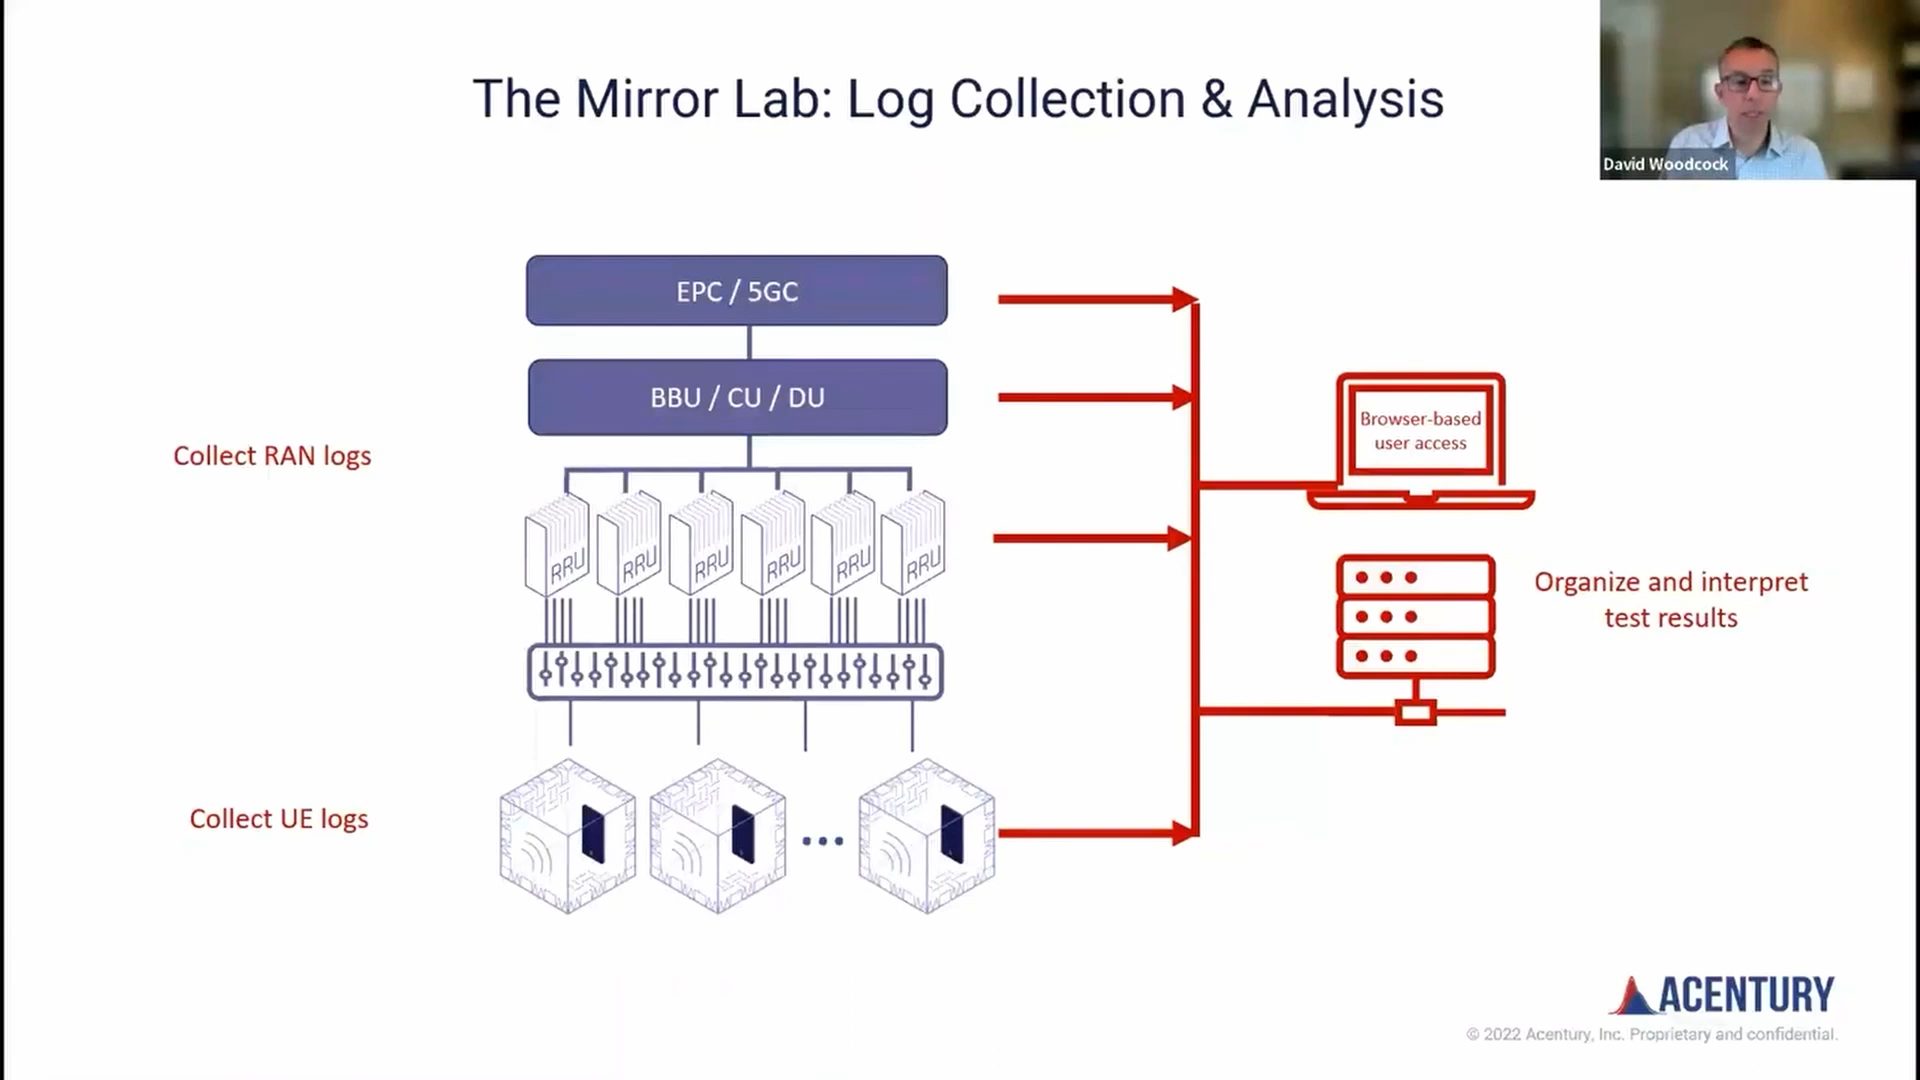 The Mirror Lab: Log Collection & Analysis
David Woodcock
EPC / 5GC
BBU / CU / DU
Collect RAN logs
RRU
RRU
RRU
RRU
RRU
RRU
Browser-based
user access
Organize and interpret
test results
Collect UE logs
ACENTURY
© 2022 Acentury, Inc. Proprietary and confidential.